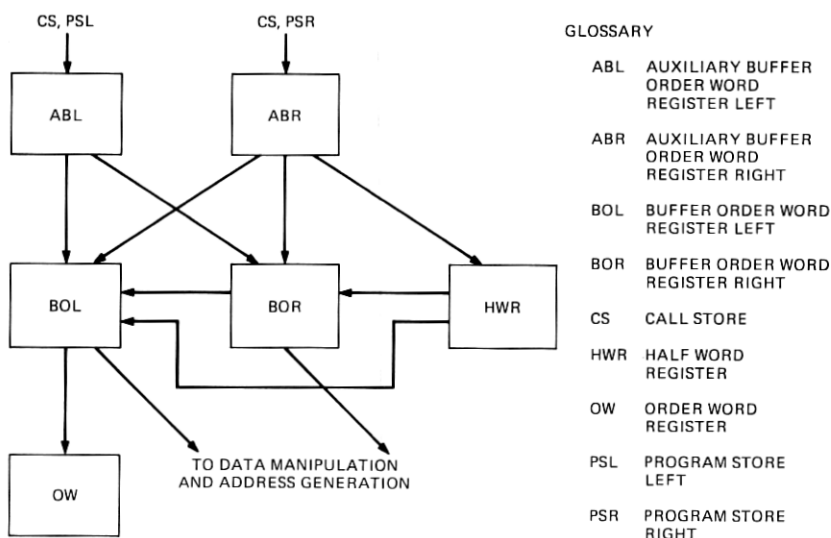 CS, PSL
CS, PSR
ABL
ABR
BOL
BOR
HWR
OW
TO DATA MANIPULATION
AND ADDRESS GENERATION
GLOSSARY
ABL AUXILIARY BUFFER
ORDER WORD
REGISTER LEFT
ABR AUXILIARY BUFFER
ORDER WORD
REGISTER RIGHT
BOL BUFFER ORDER WORD
REGISTER LEFT
BOR BUFFER ORDER WORD
REGISTER RIGHT
CS CALL STORE
HWR HALF WORD
REGISTER
OW ORDER WORD
REGISTER
PSL PROGRAM STORE
LEFT
PSR PROGRAM STORE
RIGHT